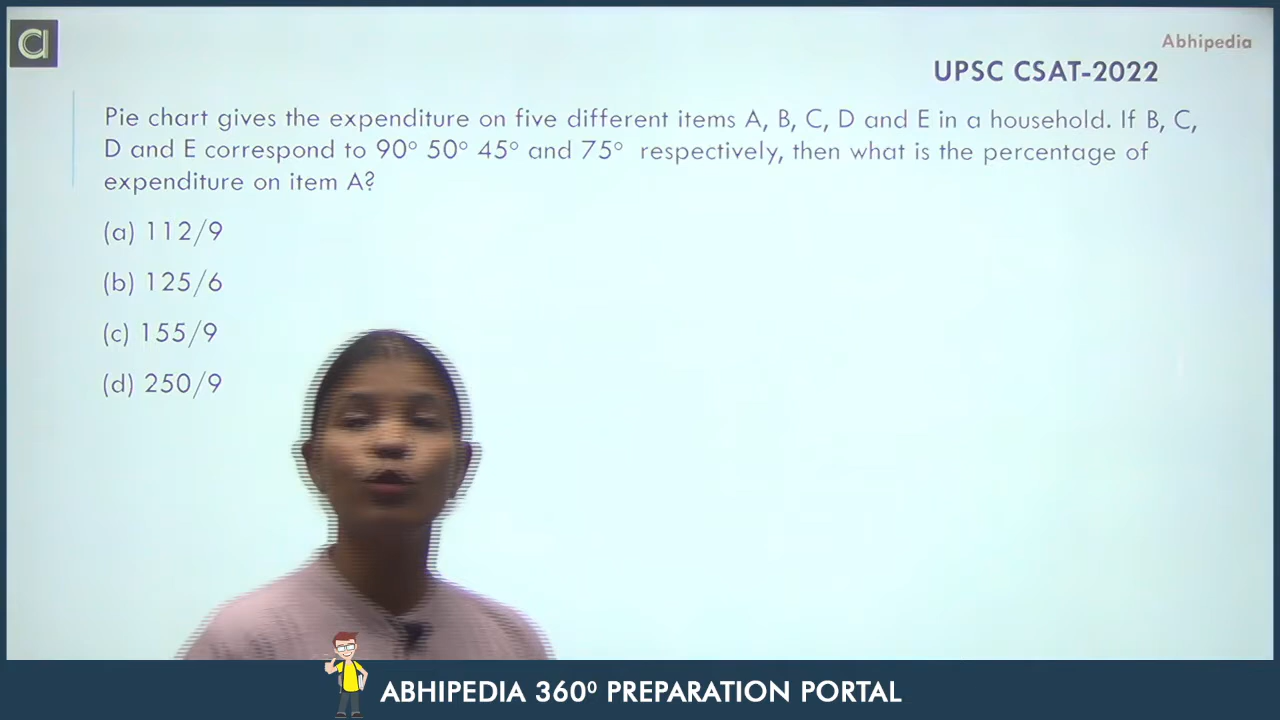 Abhipedia
UPSC CSAT-2022
Pie chart gives the expenditure on five different items A, B, C, D and E in a household. If B, C,
D and E correspond to 90° 50° 45° and 75° respectively, then what is the percentage of
expenditure on item A?
(a) 112/9
(b) 125/6
(c) 155/9
(d) 250/9
ABHIPEDIA 360° PREPARATION PORTAL